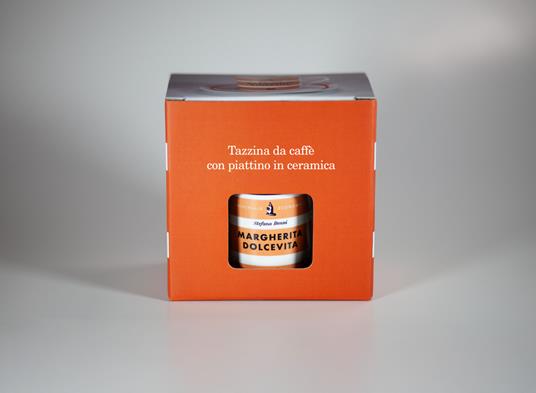 Tazzina da caffè
con piattino in ceramica
Stefano Benni
MARGHERITA
DOLCEVITA